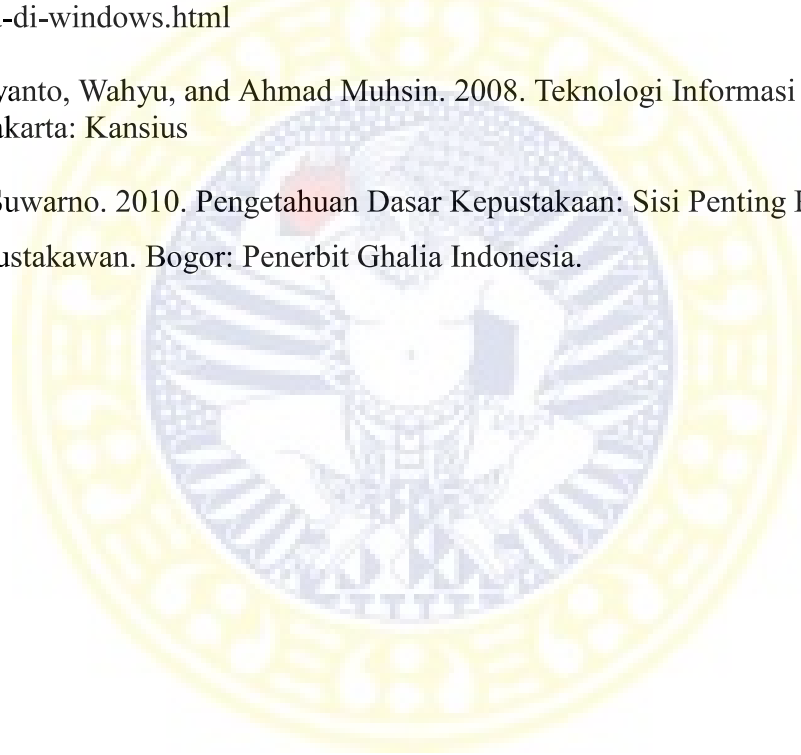 -di-windows.html
yanto, Wahyu, and Ahmad Muhsin. 2008. Teknologi Informasi
akarta: Kansius
Suwarno. 2010. Pengetahuan Dasar Kepustakaan: Sisi Penting
ustakawan. Bogor: Penerbit Ghalia Indonesia.